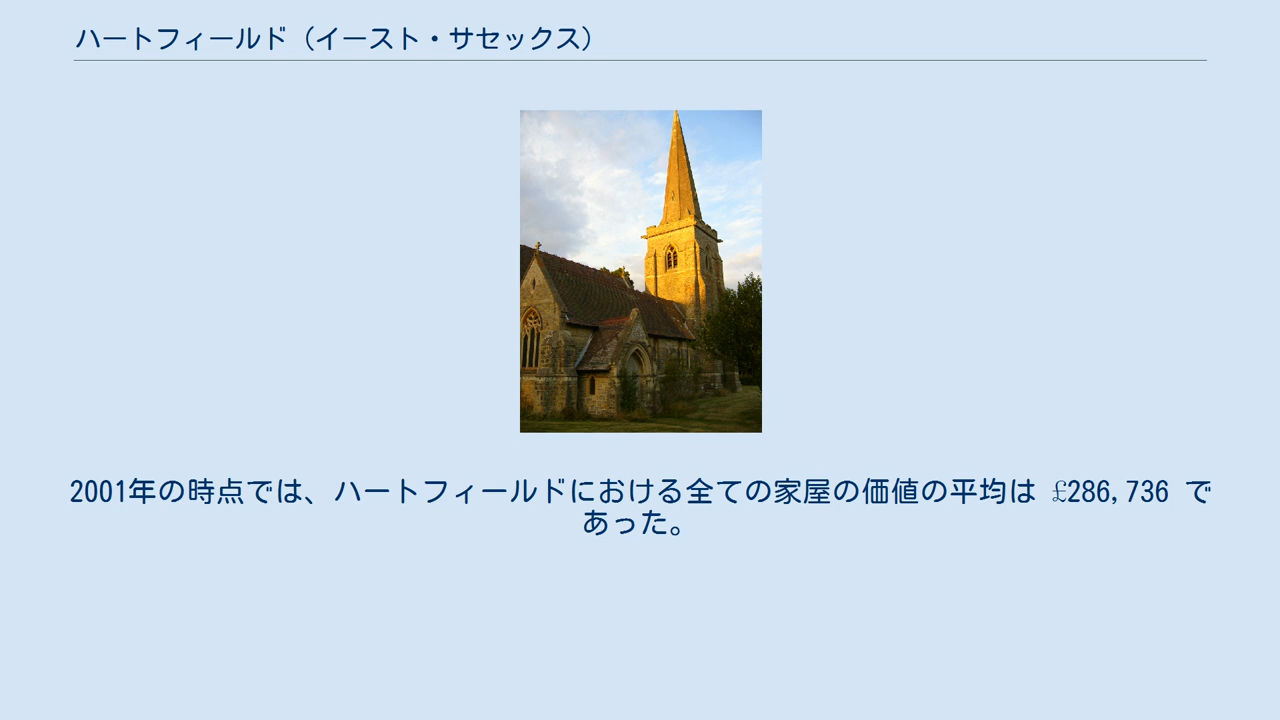 ハートフィールド（イースト・サセックス）
2001年の時点では、ハートフィールドにおける全ての家屋の価値の平均は £286,736 で
あった。